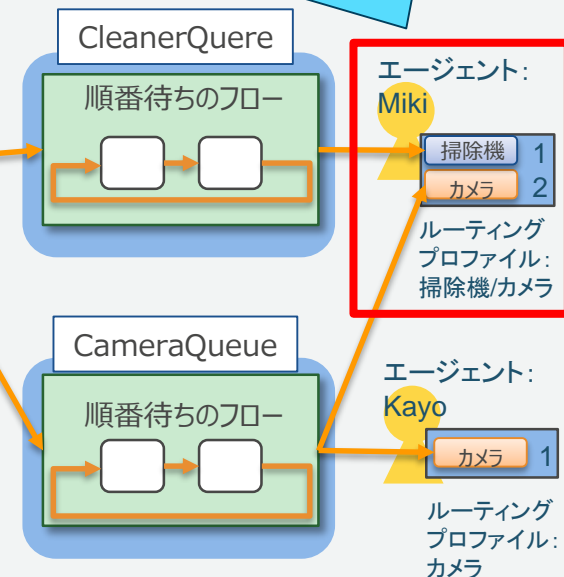 CleanerQuere
順番待ちのフロー
エージェント：
Miki
掃除機 1
カメラ 2
ルーティング
プロファイル：
掃除機/カメラ
CameraQueue
順番待ちのフロー
エージェント：
Kayo
カメラ 1
ルーティング
プロファイル：
カメラ